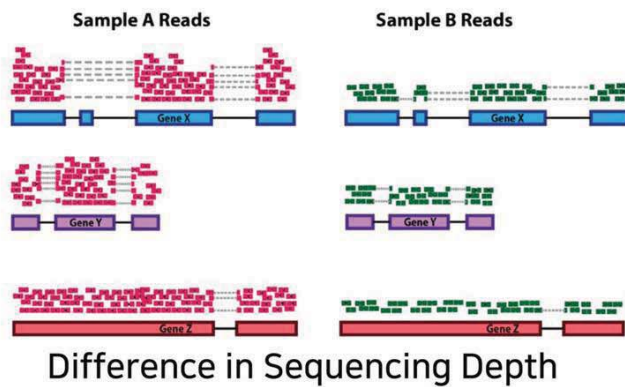 Sample A Reads
Sample B Reads
Gene X
Gene X
Gene Y
Gene Y
Gene Z
Gene Z
Difference in Sequencing Depth